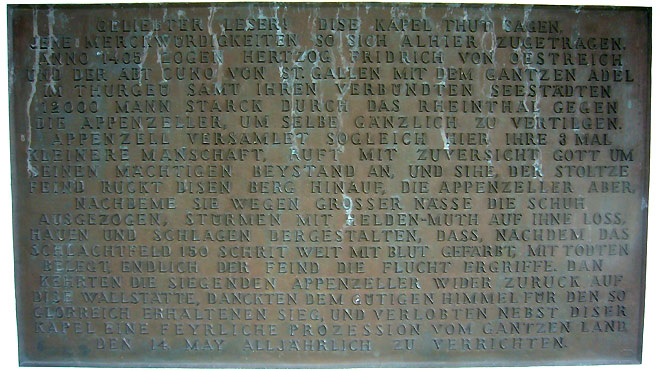 GELIEBTER LESER! DISE KAPEL THUT SAGEN,
JENE MERCKWÜRDIGKEITEN SO SICH ALHIER ZUGETRAGEN.
ANNO 1405 ZOGEN HERTZOG FRIDRICH VON OESTREICH
UND DER ABT CUNO VON ST. GALLEN MIT DEM GANTZEN ADEL
IM THURGEÜ SAMT IHREN VERBÜNDTEN SEESTÄDTEN
12000 MANN STARCK DURCH DAS RHEINTHAL GEGEN
DIE APPENZELLER, UM SELBE GÄNZLICH ZU VERTILGEN.
APPENZELL VERSAMLET SOGLEICH HIER IHRE 3 MAL
KLEINERE MANSCHAFT, RUFT MIT ZUVERSICHT GOTT UM
SEINEN MÄCHTIGEN BEYSTAND AN, UND SIHE, DER STOLTZE
FEIND RUCKT DISEN BERG HINAUF, DIE APPENZELLER ABER,
NACHDEME SIE WEGEN GROSSER NÄSSE DIE SCHUH
AUSGEZOGEN, STÜRMEN MIT HELDEN-MUTH AUF IHNE LOSS,
HAUEN UND SCHLAGEN DERGESTALTEN, DASS, NACHDEM DAS
SCHLACHTFELD 150 SCHRIT WEIT MIT BLUT GEFÄRBT, MIT TODTEN
BELEGT, ENDLICH DER FEIND DIE FLUCHT ERGRIFFE. DAN
KEHRTEN DIE SIEGENDEN APPENZELLER WIDER ZURUCK AUF
DISE WALLSTATTE, DANCKTEN DEM GÜTIGEN HIMMEL FÜR DEN SO
GLORREICH ERHALTENEN SIEG, UND VERLOBTEN NEBST DISER
KAPEL EINE FEYRLICHE PROZESSION VOM GANTZEN LAND,
DEN 14. MAY ALLJÄHRLICH ZU VERRICHTEN.